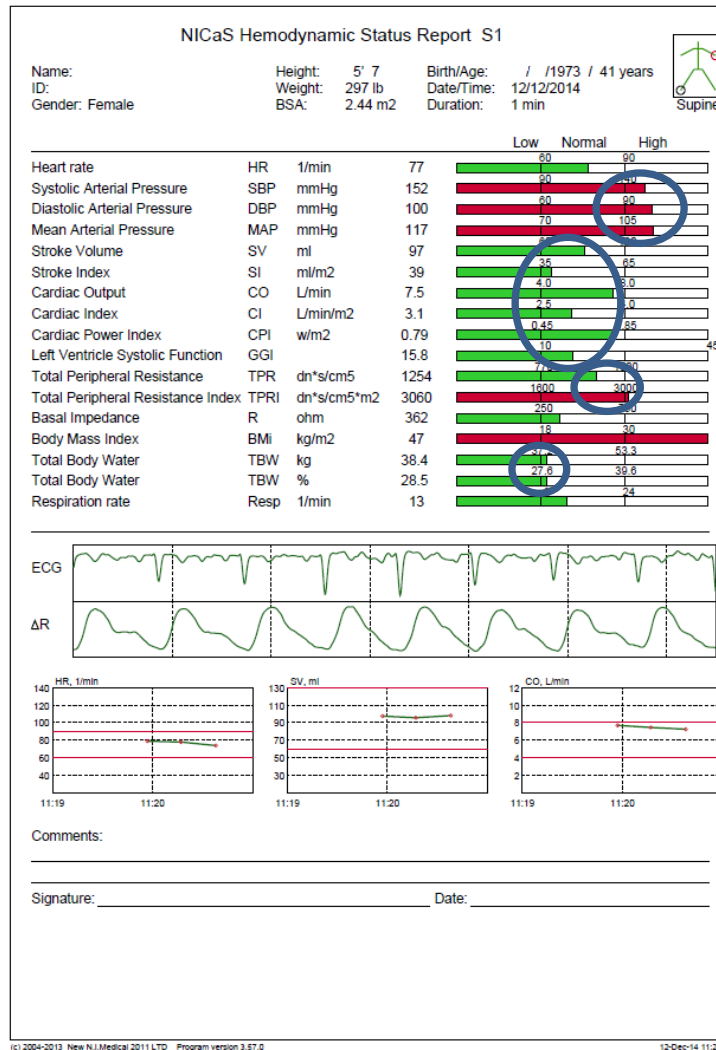 NICaS Hemodynamic Status Report S1
Name: Height: 5' 7 Birth/Age: / /1973 / 41 years
ID: Weight: 297 lb Date/Time: 12/12/2014
Gender: Female BSA: 2.44 m2 Duration: 1 min Supine
Low Normal High
60 90
Heart rate HR 1/min 77
90
Systolic Arterial Pressure SBP mmHg 152
60 90
Diastolic Arterial Pressure DBP mmHg 100
70 105
Mean Arterial Pressure MAP mmHg 117
Stroke Volume SV ml 97
35 65
Stroke Index SI ml/m2 39
4.0
Cardiac Output CO L/min 7.5
2.5
Cardiac Index CI L/min/m2 3.1
0.45
Cardiac Power Index CPI w/m2 0.79
10
Left Ventricle Systolic Function GGI 15.8
Total Peripheral Resistance TPR dn*s/cm5 1254
1600 3000
Total Peripheral Resistance Index TPRI dn*s/cm5*m2 3060
250
Basal Impedance R ohm 362
18 30
Body Mass Index BMi kg/m2 47
53.3
Total Body Water TBW kg 38.4
27.6 39.6
Total Body Water TBW % 28.5
24
Respiration rate Resp 1/min 13
ECG
ΔR
HR, 1/min SV, ml CO, L/min
140 130 12
120 110 10
100 90 8
80 70 6
60 50 4
40 30 2
11:19 11:20 11:19 11:20 11:19 11:20
Comments:
Signature: Date:
(c) 2004-2013 New N.I.Medical 2011 LTD Program version 3.57.0 12-Dec-14